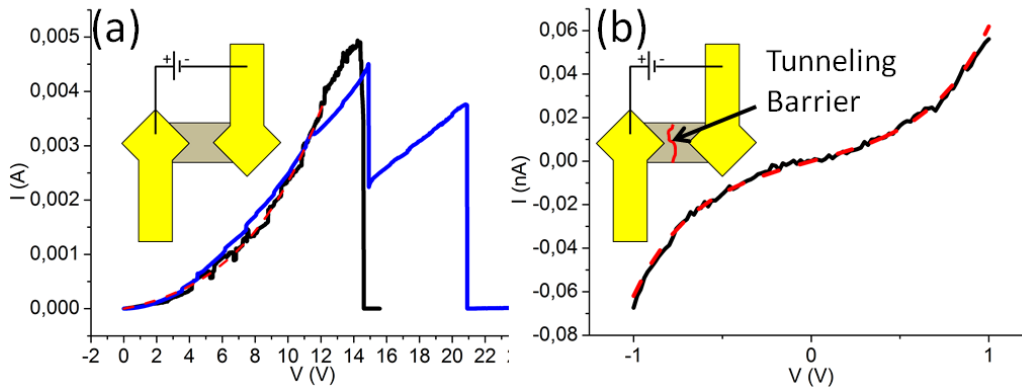 (a)
+ -
I (A)
0,005
0,004
0,003
0,002
0,001
0,000
-2 0 2 4 6 8 10 12 14 16 18 20 22
V (V)
(b)
+ -
Tunneling
Barrier
I (nA)
0,06
0,04
0,02
0,00
-0,02
-0,04
-0,06
-0,08
-1 0 1
V (V)